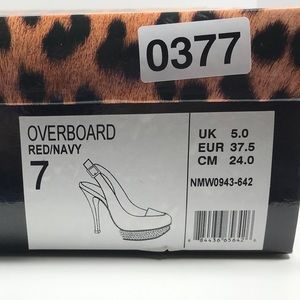 0377
OVERBOARD
RED/NAVY
7
UK 5.0
EUR 37.5
CM 24.0
NMW0943-642